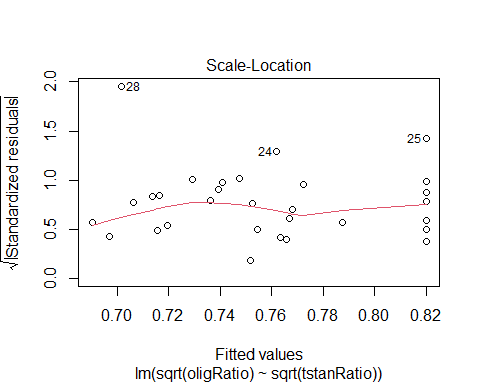 Scale-Location
√|Standardized residuals|
2.0
1.5
1.0
0.5
0.0
28
24
25
0.70 0.72 0.74 0.76 0.78 0.80 0.82
Fitted values
lm(sqrt(oligRatio) ~ sqrt(tstanRatio))